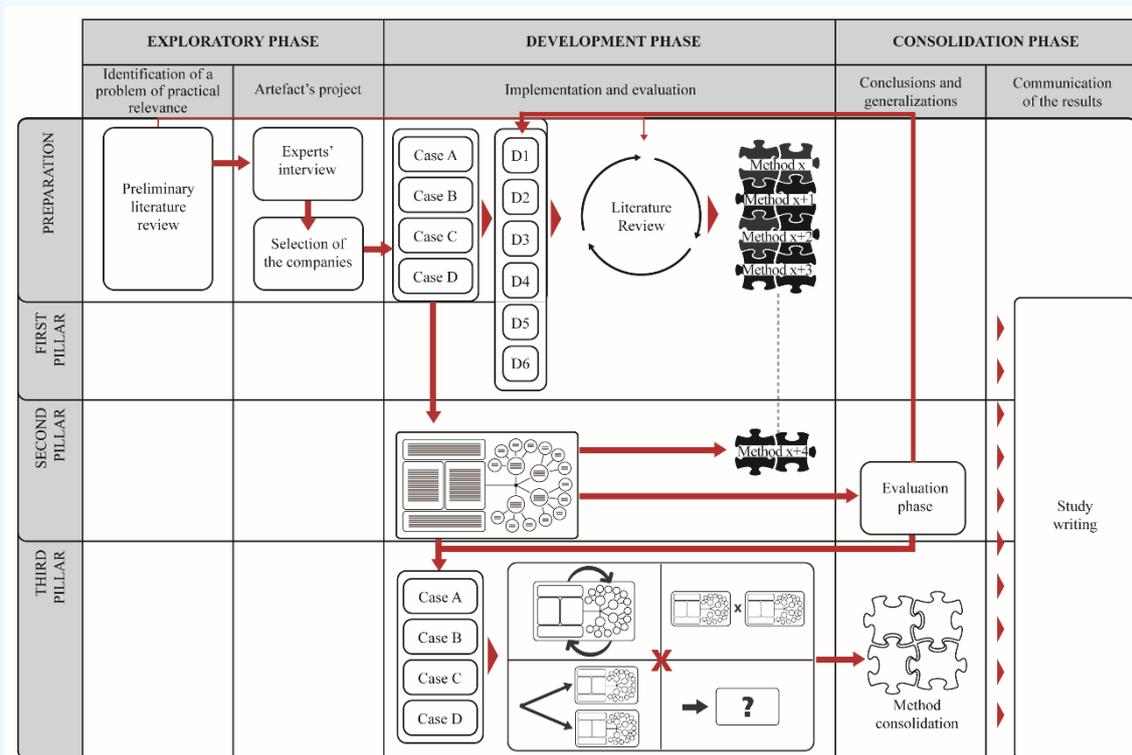 EXPLORATORY PHASE
DEVELOPMENT PHASE
CONSOLIDATION PHASE
Identification of a
problem of practical
relevance
Artefact's project
Implementation and evaluation
Conclusions and
generalizations
Communication
of the results
PREPARATION
Preliminary
literature
review
Experts'
interview
Selection of
the companies
Case A
Case B
Case C
Case D
D1
D2
D3
D4
D5
D6
Literature
Review
Method x
Method x+1
Method x+2
Method x+3
FIRST
PILLAR
SECOND
PILLAR
Method x+4
Evaluation
phase
Study
writing
THIRD
PILLAR
Case A
Case B
Case C
Case D
x
X
?
Method
consolidation